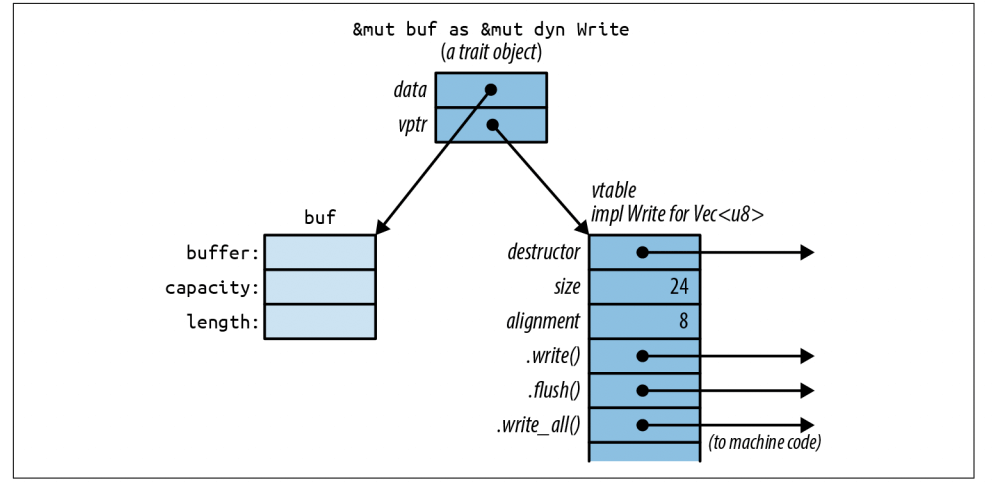 &mut buf as &mut dyn Write
(a trait object)
data
vptr
buf
buffer:
capacity:
length:
vtable
impl Write for Vec<u8>
destructor
size 24
alignment 8
.write()
.flush()
.write_all()
(to machine code)